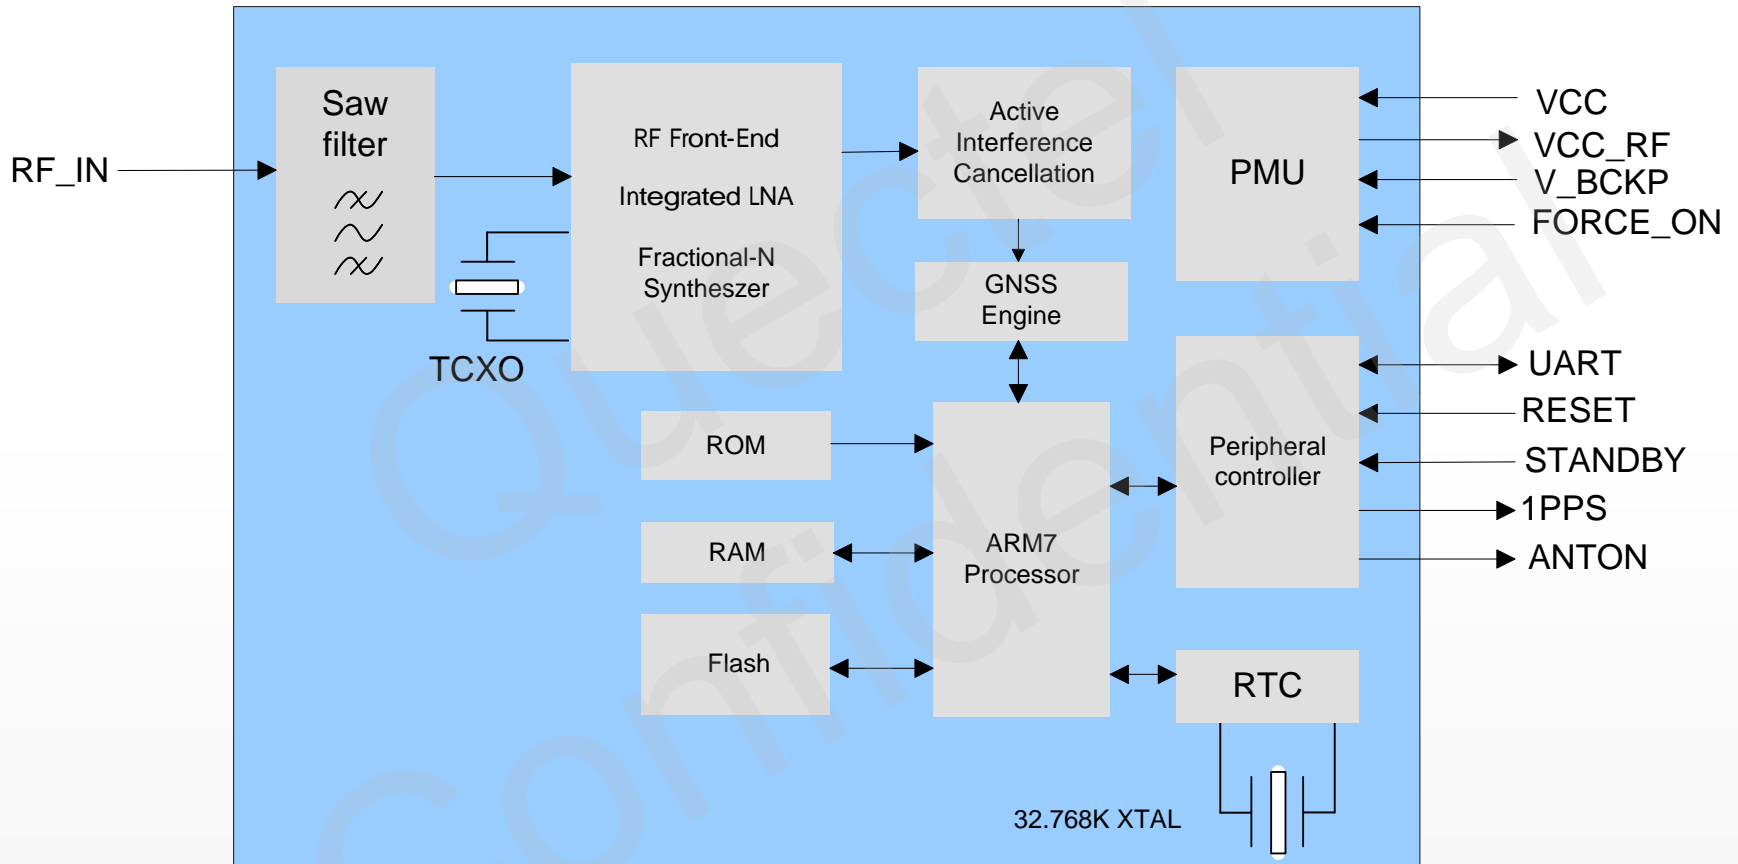 RF_IN
Saw
filter
TCXO
RF Front-End
Integrated LNA
Fractional-N
Syntheszer
Active
Interference
Cancellation
GNSS
Engine
ROM
RAM
Flash
ARM7
Processor
PMU
VCC
VCC_RF
V_BCKP
FORCE_ON
Peripheral
controller
UART
RESET
STANDBY
1PPS
ANTON
RTC
32.768K XTAL
Quectel
Confidential